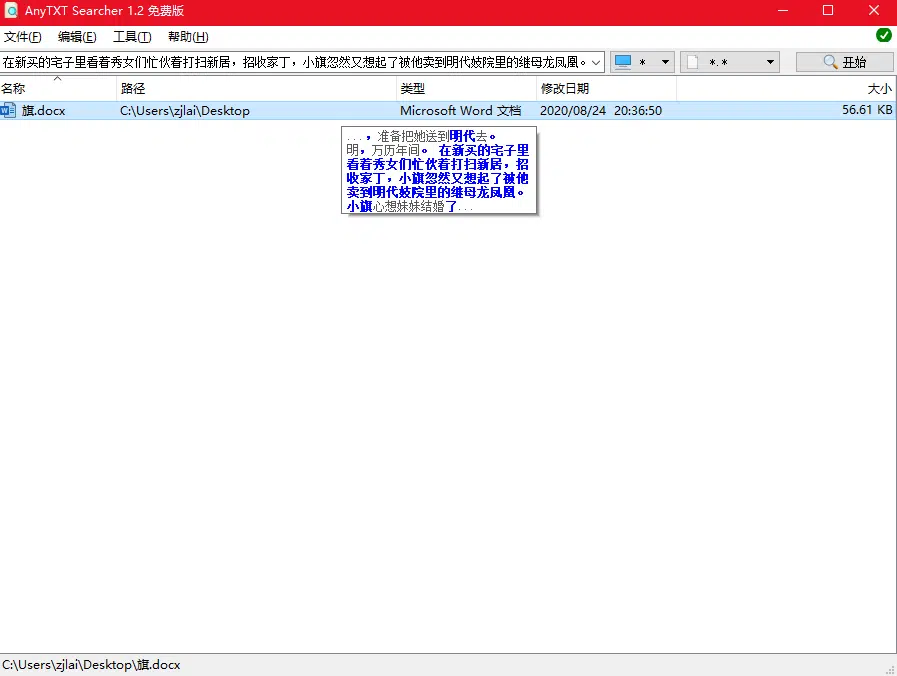 AnyTXT Searcher 1.2 免费版
文件(F) 编辑(E) 工具(T) 帮助(H)
在新买的宅子里看着秀女们忙伙着打扫新居，招收家丁，小旗忽然又想起了被他卖到明代妓院里的继母龙凤凰。 * *.* 开始
名称 路径 类型 修改日期 大小
旗.docx C:\Users\zjlai\Desktop Microsoft Word 文档 2020/08/24 20:36:50 56.61 KB
...，准备把她送到明代去。
明，万历年间。 在新买的宅子里
看着秀女们忙伙着打扫新居，招
收家丁，小旗忽然又想起了被他
卖到明代妓院里的继母龙凤凰。
小旗心想妹妹结婚了...
C:\Users\zjlai\Desktop\旗.docx